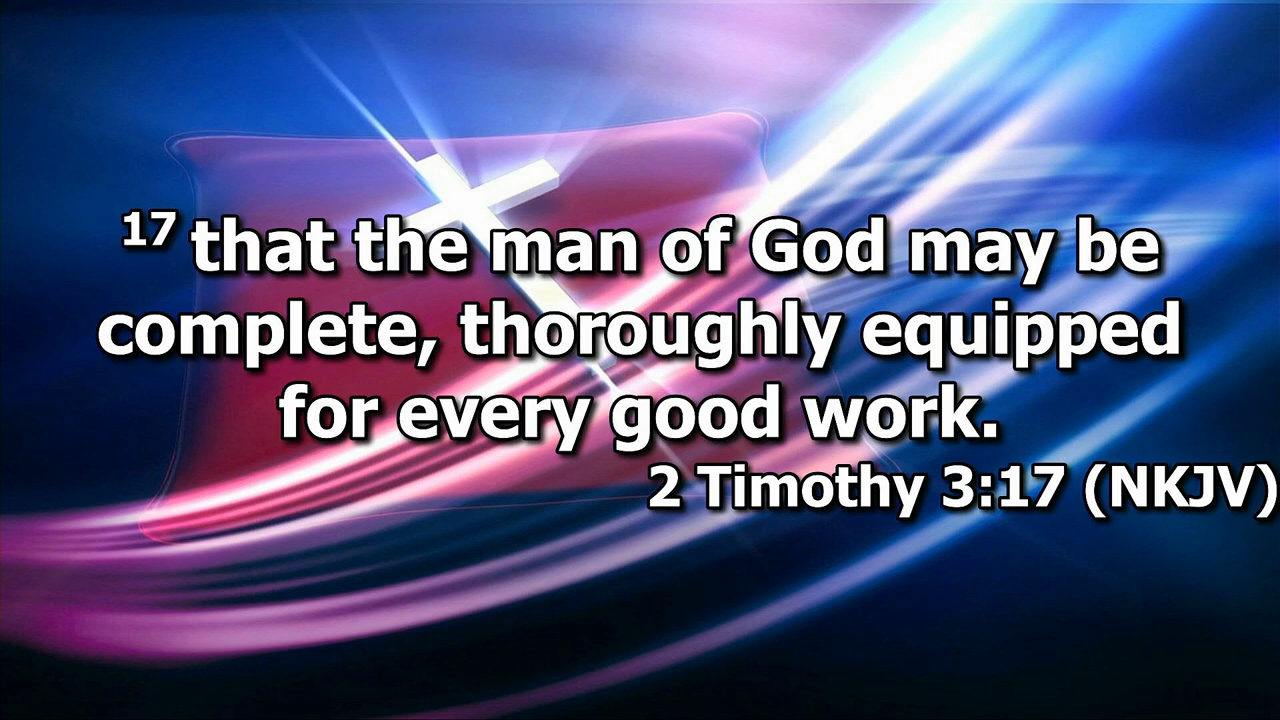 17 that the man of God may be
complete, thoroughly equipped
for every good work.
2 Timothy 3:17 (NKJV)